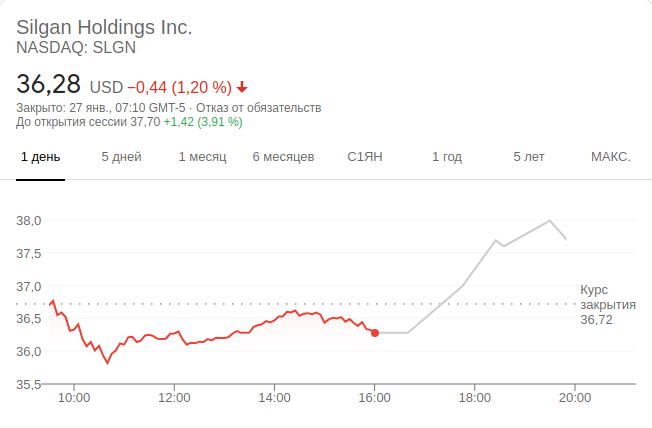 Silgan Holdings Inc.
NASDAQ: SLGN
36,28 USD −0,44 (1,20 %)
Закрыто: 27 янв., 07:10 GMT-5 · Отказ от обязательств
До открытия сессии 37,70 +1,42 (3,91 %)
1 день 5 дней 1 месяц 6 месяцев С1ЯН 1 год 5 лет МАКС.
38,0
37,5
37,0
36,5
36,0
35,5
Курс
закрытия
36,72
10:00 12:00 14:00 16:00 18:00 20:00